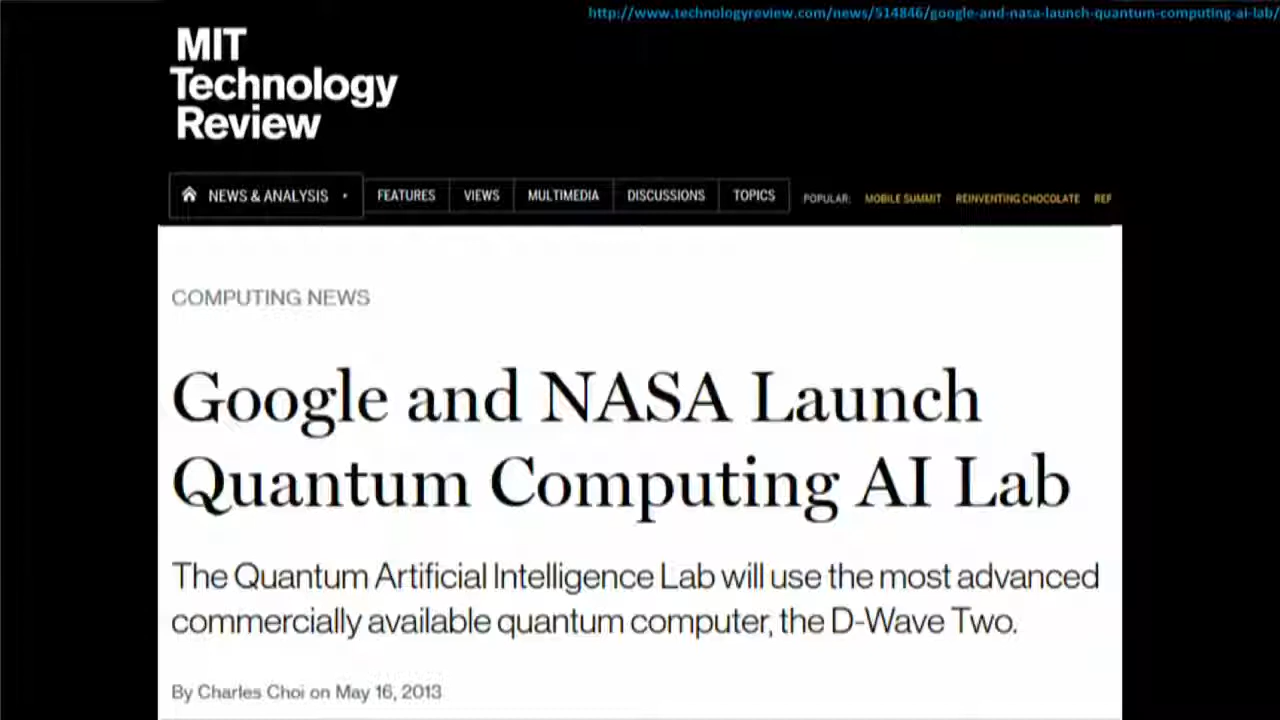 http://www.technologyreview.com/news/514846/google-and-nasa-launch-quantum-computing-ai-lab/
MIT
Technology
Review
NEWS & ANALYSIS FEATURES VIEWS MULTIMEDIA DISCUSSIONS TOPICS POPULAR: MOBILE SUMMIT REINVENTING CHOCOLATE REF
COMPUTING NEWS
Google and NASA Launch
Quantum Computing AI Lab
The Quantum Artificial Intelligence Lab will use the most advanced
commercially available quantum computer, the D-Wave Two.
By Charles Choi on May 16, 2013